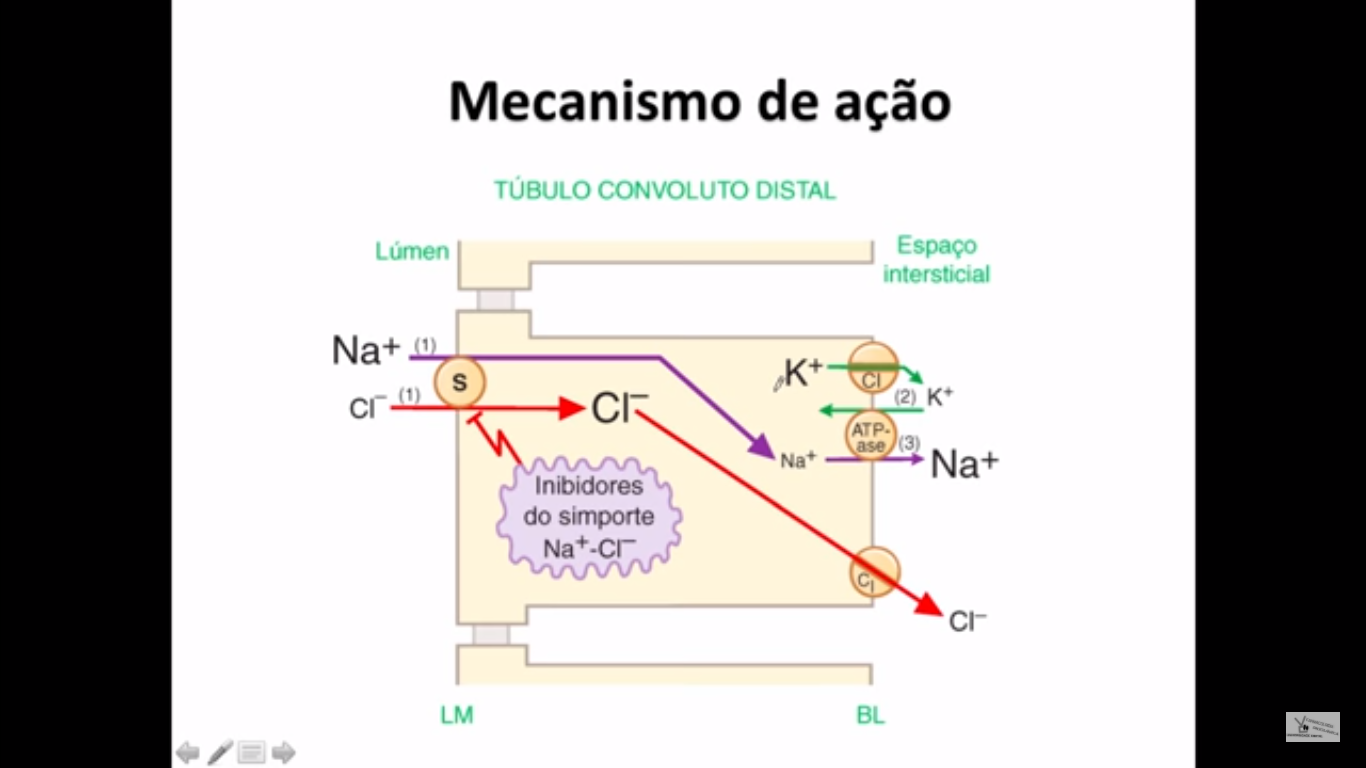 Mecanismo de ação
TÚBULO CONVOLUTO DISTAL
Lúmen
Espaço
intersticial
Na⁺ (1)
Cl⁻ (1)
S
Cl⁻
K⁺
CI
(2) K⁺
ATP-
ase
(3)
Na⁺
Na⁺
Inibidores
do simporte
Na⁺-Cl⁻
CI
Cl⁻
LM
BL